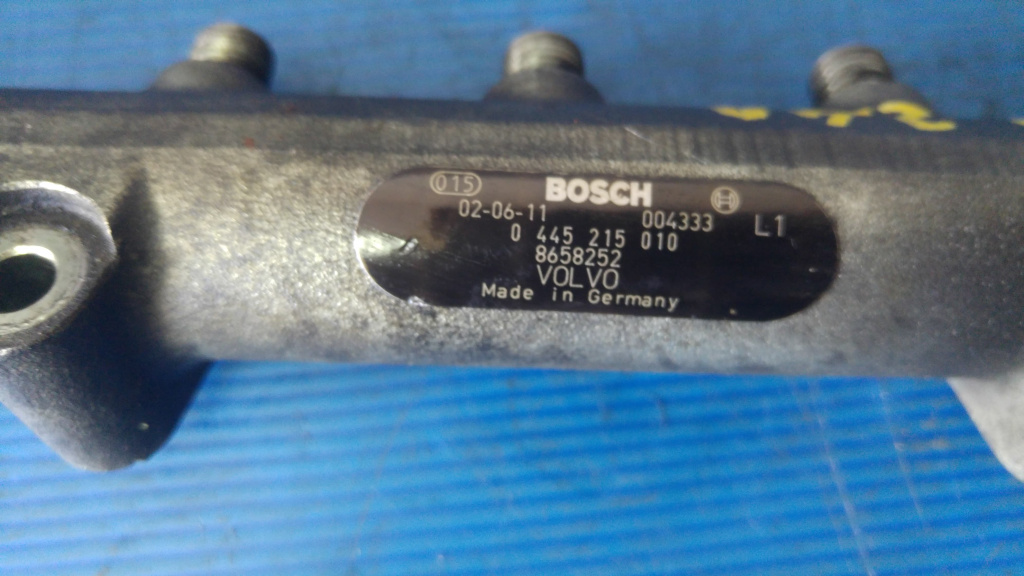 015 BOSCH
02-06-11 004333 L1
0 445 215 010
8658252
VOLVO
Made in Germany